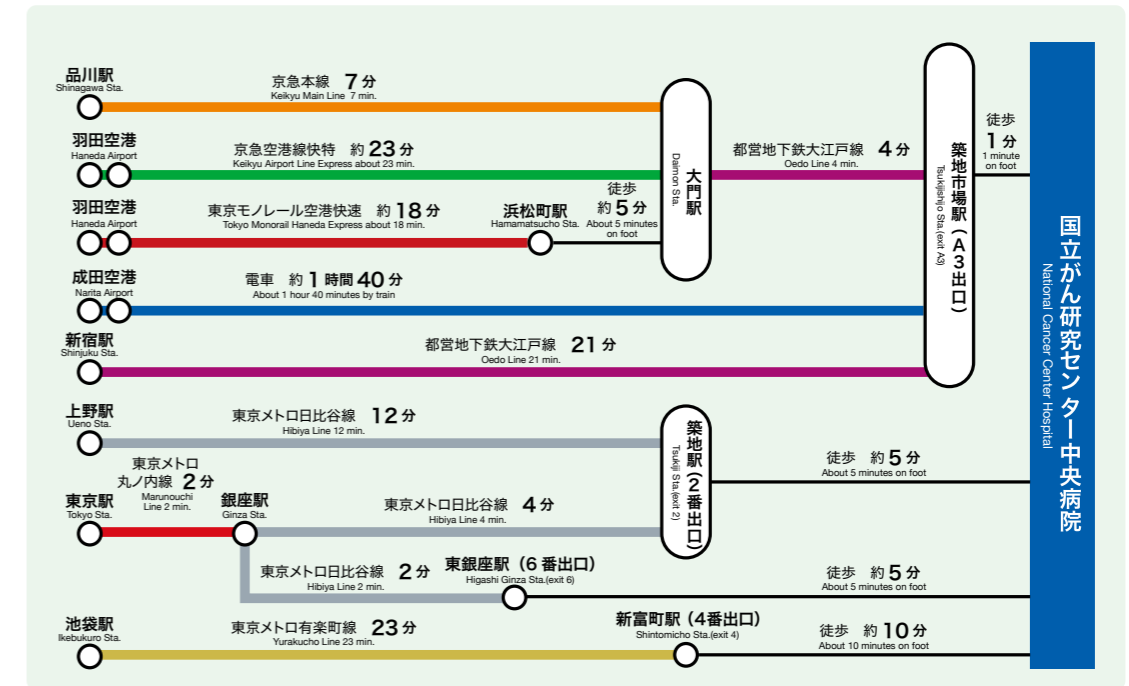 品川駅
Shinagawa Sta.
京急本線 7分
Keikyu Main Line 7 min.
羽田空港
Haneda Airport
京急空港線快特 約23分
Keikyu Airport Line Express about 23 min.
羽田空港
Haneda Airport
東京モノレール空港快速 約18分
Tokyo Monorail Haneda Express about 18 min.
浜松町駅
Hamamatsucho Sta.
徒歩
約5分
About 5 minutes
on foot
大門駅
Daimon Sta.
都営地下鉄大江戸線 4分
Oedo Line 4 min.
成田空港
Narita Airport
電車 約1時間40分
About 1 hour 40 minutes by train
新宿駅
Shinjuku Sta.
都営地下鉄大江戸線 21分
Oedo Line 21 min.
築地市場駅(A3出口)
Tsukijishijo Sta.(exit A3)
徒歩
1分
1 minute
on foot
上野駅
Ueno Sta.
東京メトロ日比谷線 12分
Hibiya Line 12 min.
東京メトロ
丸ノ内線 2分
Marunouchi
Line 2 min.
東京駅
Tokyo Sta.
銀座駅
Ginza Sta.
東京メトロ日比谷線 4分
Hibiya Line 4 min.
築地駅(2番出口)
Tsukiji Sta.(exit 2)
徒歩 約5分
About 5 minutes on foot
東京メトロ日比谷線 2分
Hibiya Line 2 min.
東銀座駅(6番出口)
Higashi Ginza Sta.(exit 6)
徒歩 約5分
About 5 minutes on foot
池袋駅
Ikebukuro Sta.
東京メトロ有楽町線 23分
Yurakucho Line 23 min.
新富町駅(4番出口)
Shintomicho Sta.(exit 4)
徒歩 約10分
About 10 minutes on foot
国立がん研究センター中央病院
National Cancer Center Hospital